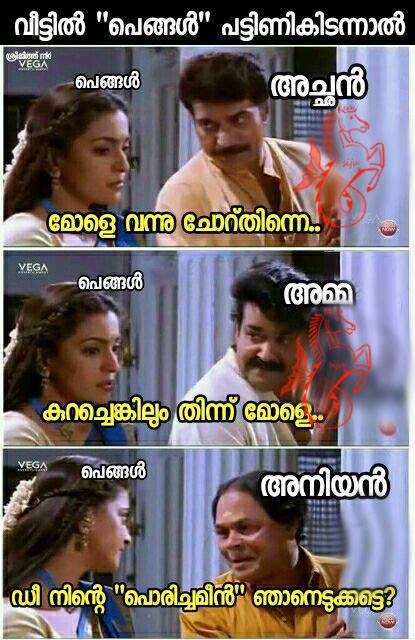 വീട്ടിൽ "പെങ്ങൾ" പട്ടിണികിടന്നാൽ
ശ്രീജിത്ത്
VEGA
പെങ്ങൾ
അച്ഛൻ
മോളെ വന്നു ചോറ്തിന്നെ..
VEGA
പെങ്ങൾ
അമ്മ
കുറച്ചെങ്കിലും തിന്ന് മോളെ..
VEGA
പെങ്ങൾ
അനിയൻ
ഡീ നിന്റെ "പൊരിച്ചമീൻ" ഞാനെടുക്കട്ടെ?